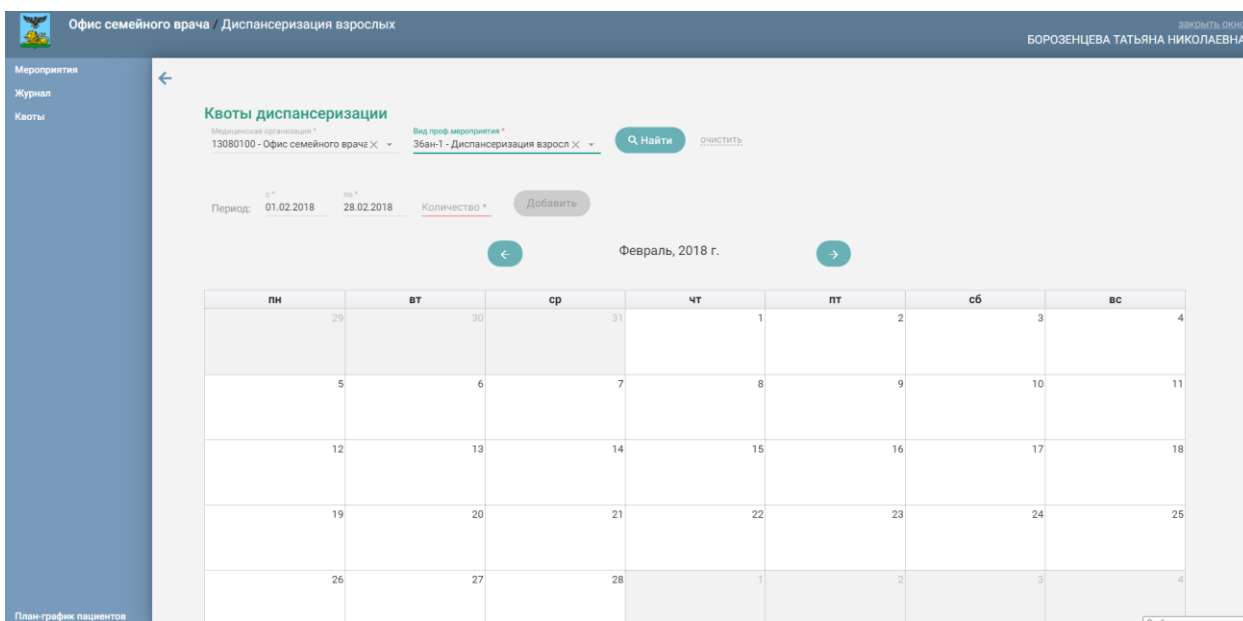 Офис семейного врача / Диспансеризация взрослых
закрыть окно
БОРОЗЕНЦЕВА ТАТЬЯНА НИКОЛАЕВНА
Мероприятия
Журнал
Квоты
Квоты диспансеризации
Медицинская организация * Вид проф.мероприятия *
13080100 - Офис семейного врача 36ан-1 - Диспансеризация взросл Найти очистить
с * по *
Период: 01.02.2018 28.02.2018 Количество * Добавить
Февраль, 2018 г.
пн вт ср чт пт сб вс
29 30 31 1 2 3 4
5 6 7 8 9 10 11
12 13 14 15 16 17 18
19 20 21 22 23 24 25
26 27 28 1 2 3 4
План-график пациентов